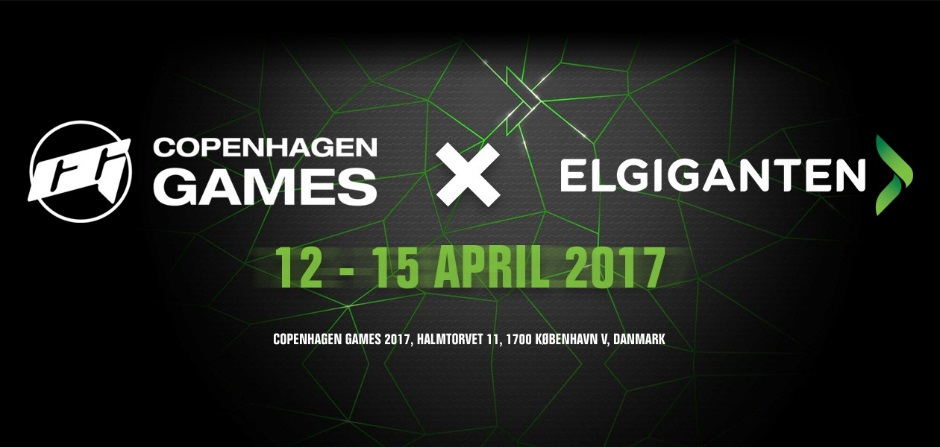 COPENHAGEN
GAMES
ELGIGANTEN
12 - 15 APRIL 2017
COPENHAGEN GAMES 2017, HALMTORVET 11, 1700 KØBENHAVN V, DANMARK